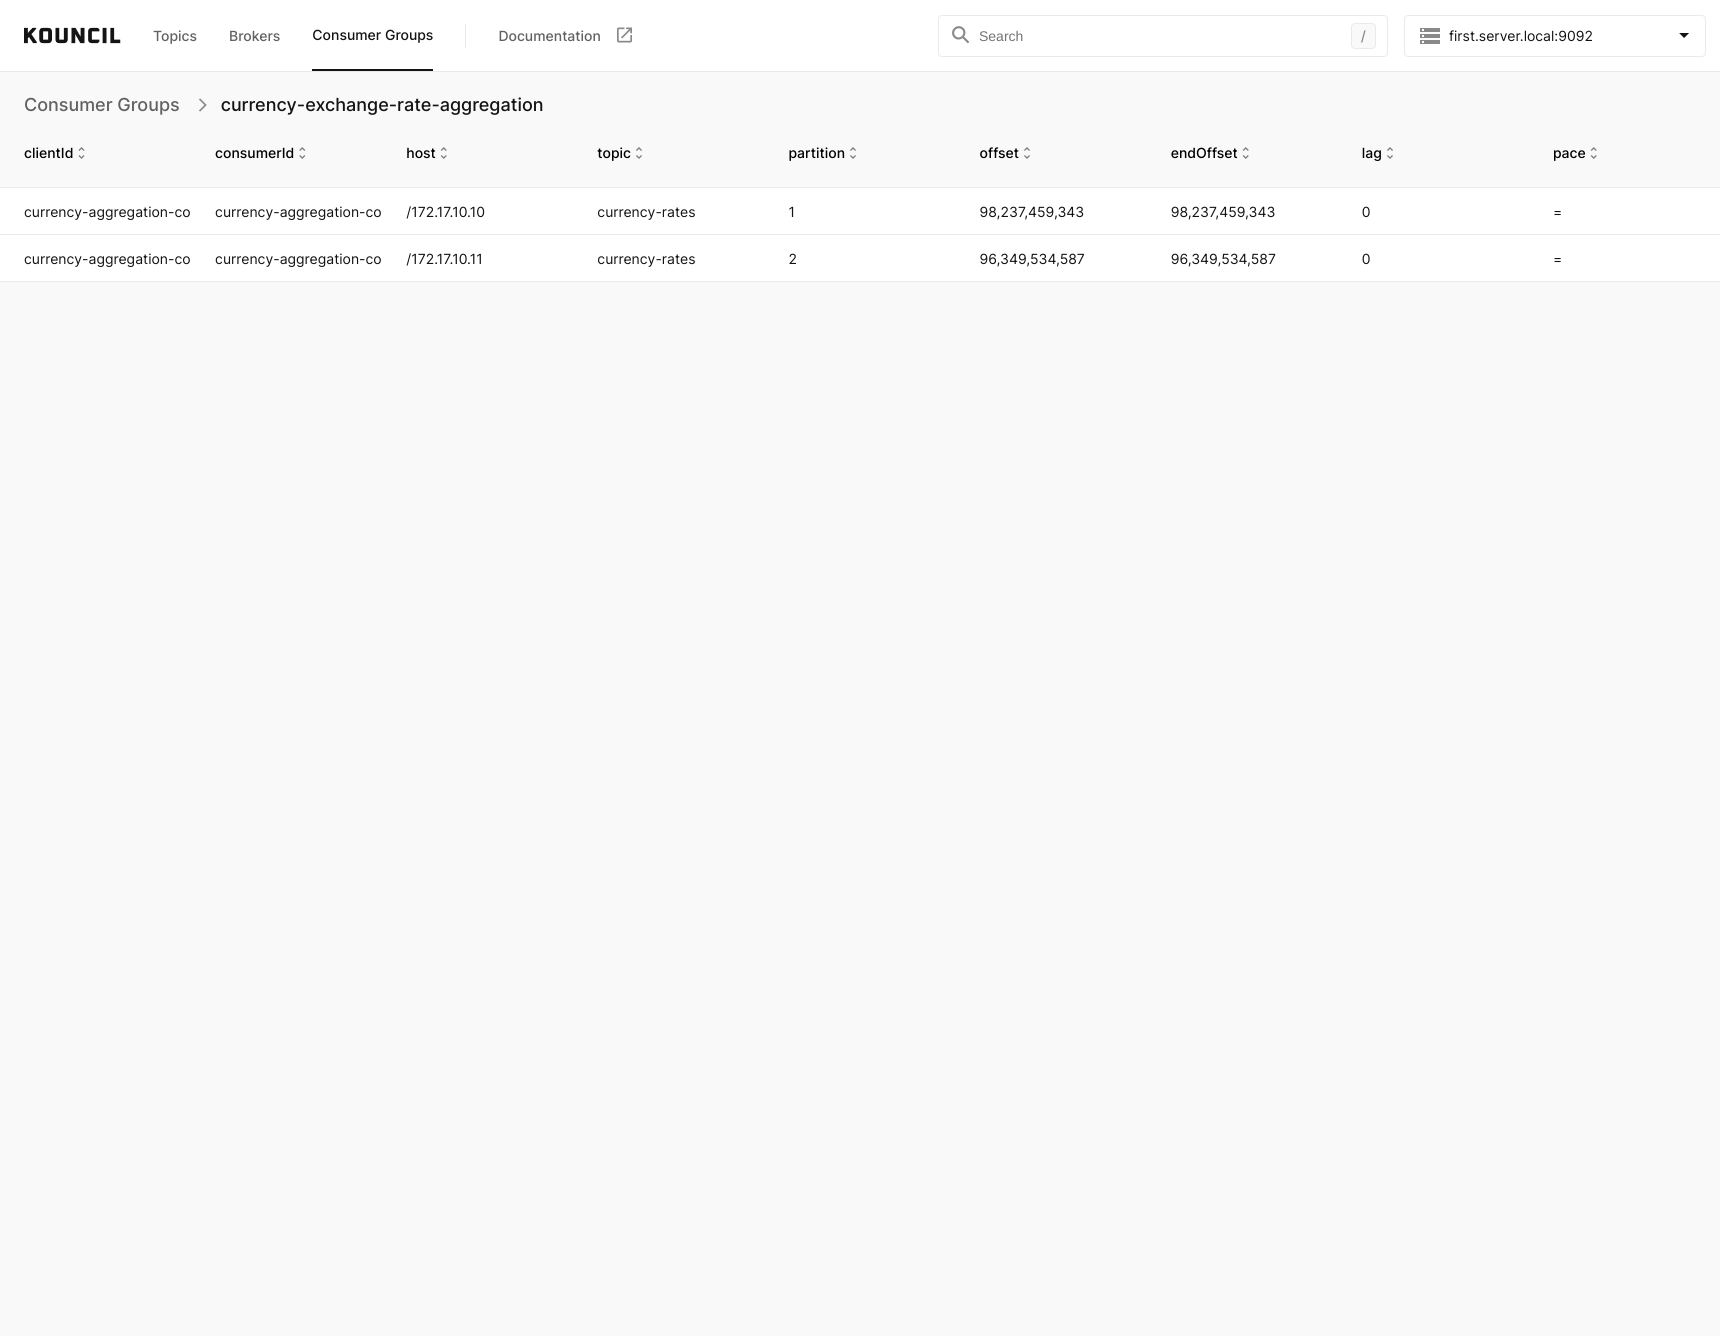 KOUNCIL Topics Brokers Consumer Groups Documentation Search / first.server.local:9092
Consumer Groups currency-exchange-rate-aggregation
clientId consumerId host topic partition offset endOffset lag pace
currency-aggregation-co currency-aggregation-co /172.17.10.10 currency-rates 1 98,237,459,343 98,237,459,343 0 =
currency-aggregation-co currency-aggregation-co /172.17.10.11 currency-rates 2 96,349,534,587 96,349,534,587 0 =